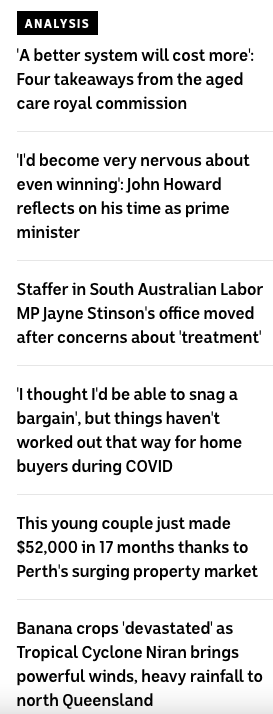 ANALYSIS
'A better system will cost more':
Four takeaways from the aged
care royal commission
'I'd become very nervous about
even winning': John Howard
reflects on his time as prime
minister
Staffer in South Australian Labor
MP Jayne Stinson's office moved
after concerns about 'treatment'
'I thought I'd be able to snag a
bargain', but things haven't
worked out that way for home
buyers during COVID
This young couple just made
$52,000 in 17 months thanks to
Perth's surging property market
Banana crops 'devastated' as
Tropical Cyclone Niran brings
powerful winds, heavy rainfall to
north Queensland